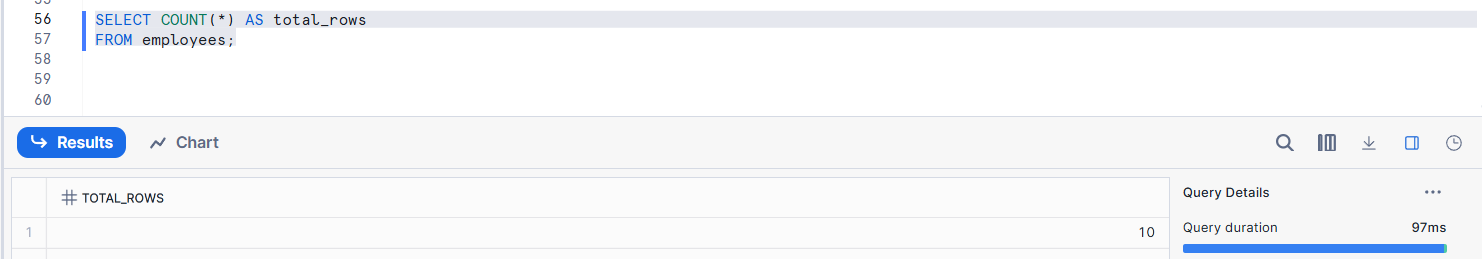 56 SELECT COUNT(*) AS total_rows
57 FROM employees;
58
59
60
Results Chart
TOTAL_ROWS
1 10
Query Details ...
Query duration 97ms